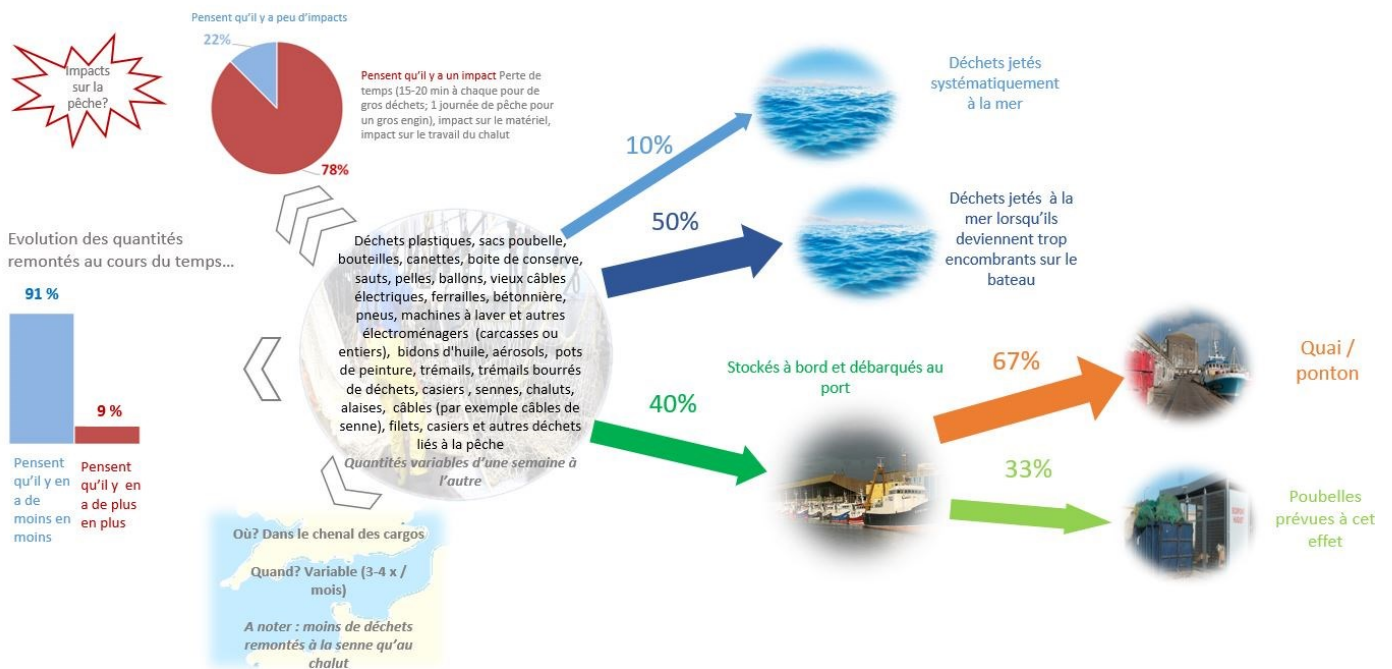 Impacts
sur la
pêche?
Pensent qu'il y a peu d'impacts
22%
Pensent qu'il y a un impact Perte de
temps (15-20 min à chaque pour de
gros déchets; 1 journée de pêche pour
un gros engin), impact sur le matériel,
impact sur le travail du chalut
78%
Evolution des quantités
remontés au cours du temps…
91 %
9 %
Pensent
qu'il y en
a de
moins en
moins
Pensent
qu'il y en
a de plus
en plus
Déchets plastiques, sacs poubelle,
bouteilles, canettes, boite de conserve,
sauts, pelles, ballons, vieux câbles
électriques, ferrailles, bétonnière,
pneus, machines à laver et autres
électroménagers (carcasses ou
entiers), bidons d'huile, aérosols, pots
de peinture, trémails, trémails bourrés
de déchets, casiers , sennes, chaluts,
alaises, câbles (par exemple câbles de
senne), filets, casiers et autres déchets
liés à la pêche
Quantités variables d'une semaine à
l'autre
Où? Dans le chenal des cargos
Quand? Variable (3-4 x /
mois)
A noter : moins de déchets
remontés à la senne qu'au
chalut
10%
Déchets jetés
systématiquement
à la mer
50%
Déchets jetés à la
mer lorsqu'ils
deviennent trop
encombrants sur le
bateau
40%
Stockés à bord et débarqués au
port
67%
Quai /
ponton
33%
Poubelles
prévues à cet
effet